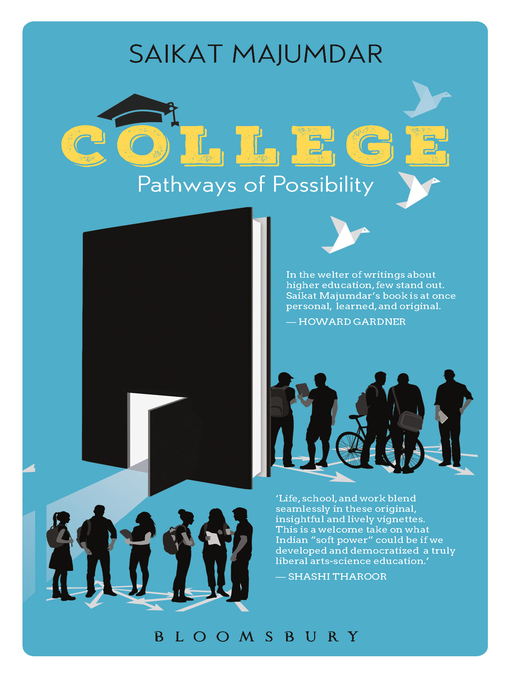 SAIKAT MAJUMDAR
COLLEGE
Pathways of Possibility
In the welter of writings about
higher education, few stand out.
Saikat Majumdar's book is at once
personal, learned, and original.
— HOWARD GARDNER
'Life, school, and work blend
seamlessly in these original,
insightful and lively vignettes.
This is a welcome take on what
Indian “soft power” could be if we
developed and democratized a truly
liberal arts-science education.’
— SHASHI THAROOR
BLOOMSBURY